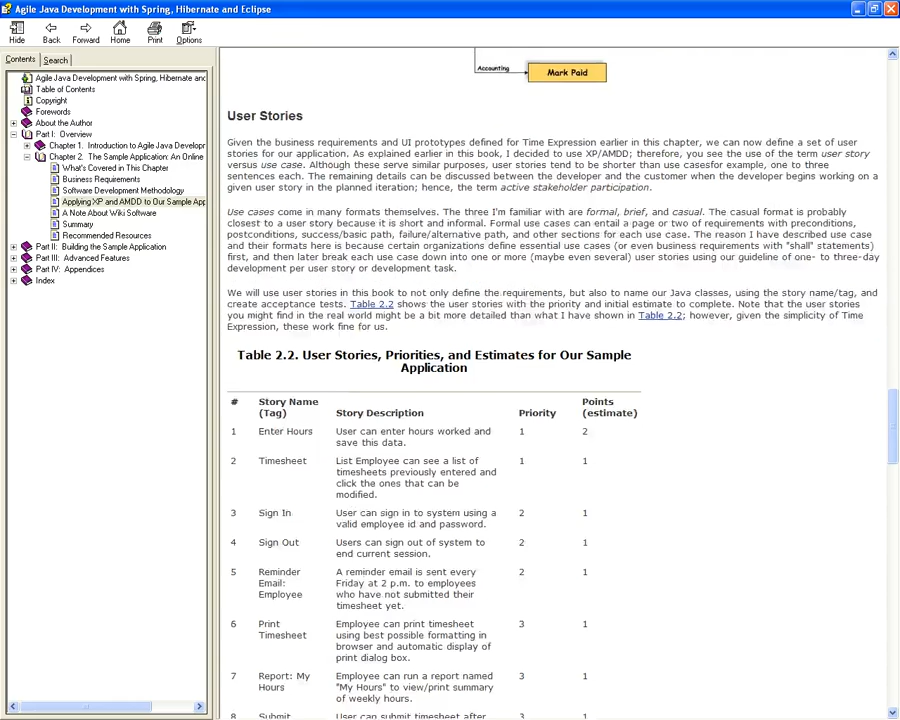 Agile Java Development with Spring, Hibernate and Eclipse
Hide Back Forward Home Print Options
Contents Search
Agile Java Development with Spring, Hibernate and
Table of Contents
Copyright
Forewords
About the Author
Part I: Overview
Chapter 1. Introduction to Agile Java Developr
Chapter 2. The Sample Application: An Online
What's Covered in This Chapter
Business Requirements
Software Development Methodology
Applying XP and AMDD to Our Sample App
A Note About Wiki Software
Summary
Recommended Resources
Part II: Building the Sample Application
Part III: Advanced Features
Part IV: Appendices
Index
Accounting
Mark Paid
User Stories
Given the business requirements and UI prototypes defined for Time Expression earlier in this chapter, we can now define a set of user
stories for our application. As explained earlier in this book, I decided to use XP/AMDD; therefore, you see the use of the term user story
versus use case. Although these serve similar purposes, user stories tend to be shorter than use casesfor example, one to three
sentences each. The remaining details can be discussed between the developer and the customer when the developer begins working on a
given user story in the planned iteration; hence, the term active stakeholder participation.
Use cases come in many formats themselves. The three I'm familiar with are formal, brief, and casual. The casual format is probably
closest to a user story because it is short and informal. Formal use cases can entail a page or two of requirements with preconditions,
postconditions, success/basic path, failure/alternative path, and other sections for each use case. The reason I have described use case
and their formats here is because certain organizations define essential use cases (or even business requirements with "shall" statements)
first, and then later break each use case down into one or more (maybe even several) user stories using our guideline of one- to three-day
development per user story or development task.
We will use user stories in this book to not only define the requirements, but also to name our Java classes, using the story name/tag, and
create acceptance tests. Table 2.2 shows the user stories with the priority and initial estimate to complete. Note that the user stories
you might find in the real world might be a bit more detailed than what I have shown in Table 2.2; however, given the simplicity of Time
Expression, these work fine for us.
Table 2.2. User Stories, Priorities, and Estimates for Our Sample
Application
# Story Name (Tag) Story Description Priority Points (estimate)
1 Enter Hours User can enter hours worked and 1 2
save this data.
2 Timesheet List Employee can see a list of 1 1
timesheets previously entered and
click the ones that can be
modified.
3 Sign In User can sign in to system using a 2 1
valid employee id and password.
4 Sign Out Users can sign out of system to 2 1
end current session.
5 Reminder A reminder email is sent every 2 1
Email: Friday at 2 p.m. to employees
Employee who have not submitted their
timesheet yet.
6 Print Employee can print timesheet 3 1
Timesheet using best possible formatting in
browser and automatic display of
print dialog box.
7 Report: My Employee can run a report named 3 1
Hours "My Hours" to view/print summary
of weekly hours.
8 Submit User can submit timesheet after 3 1